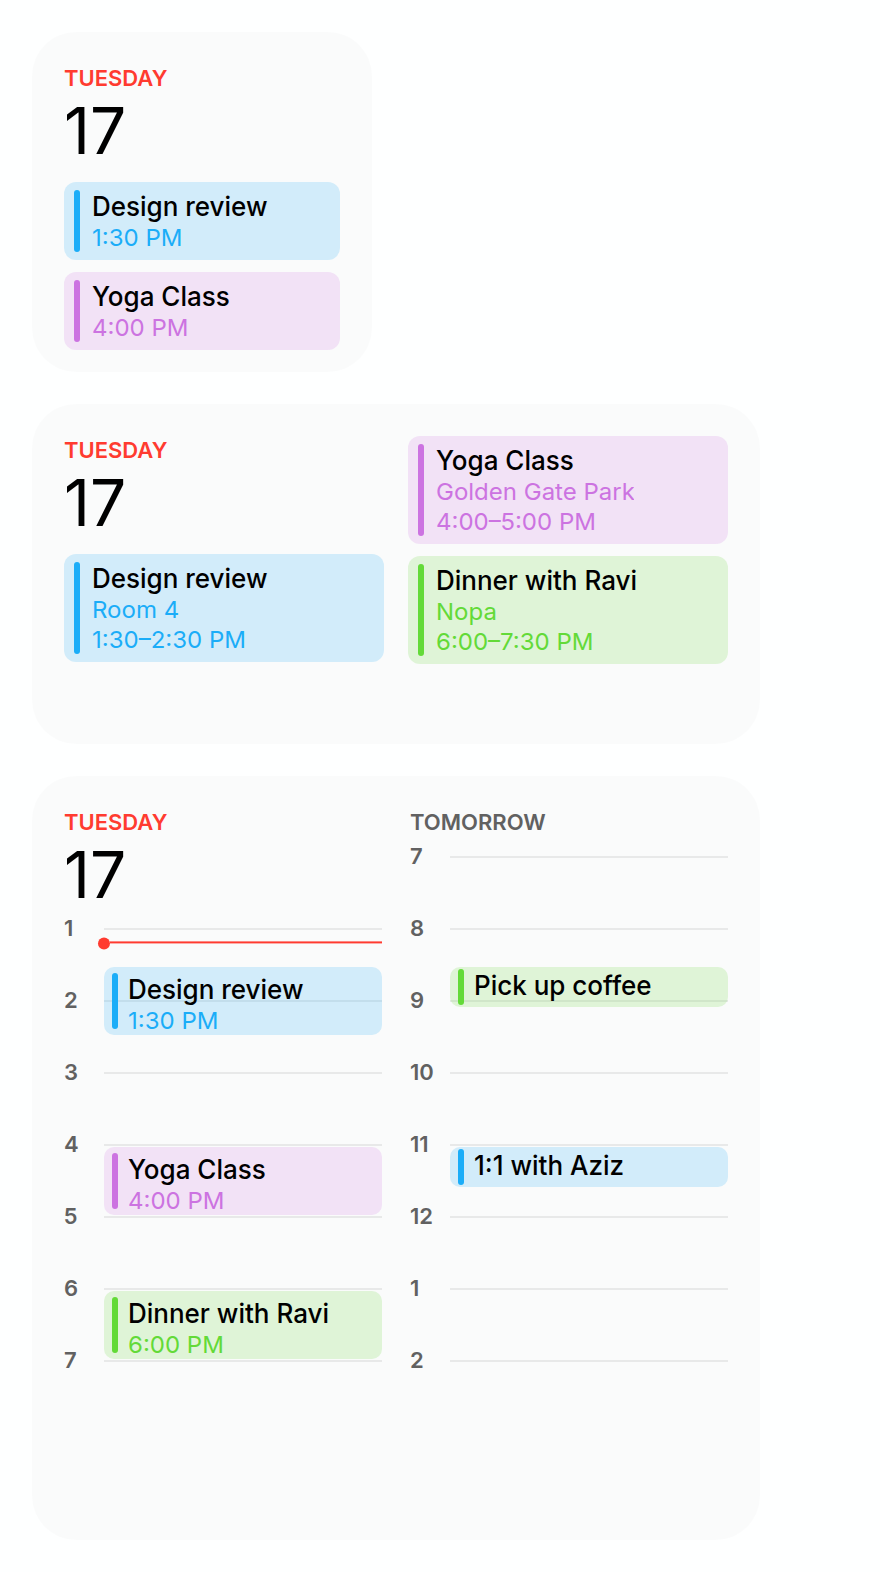 TUESDAY
17
Design review
1:30 PM
Yoga Class
4:00 PM
TUESDAY
17
Design review
Room 4
1:30–2:30 PM
Yoga Class
Golden Gate Park
4:00–5:00 PM
Dinner with Ravi
Nopa
6:00–7:30 PM
TUESDAY
17
1
Design review
2
1:30 PM
3
4
Yoga Class
4:00 PM
5
6
Dinner with Ravi
6:00 PM
7
TOMORROW
7
8
Pick up coffee
9
10
11
1:1 with Aziz
12
1
2